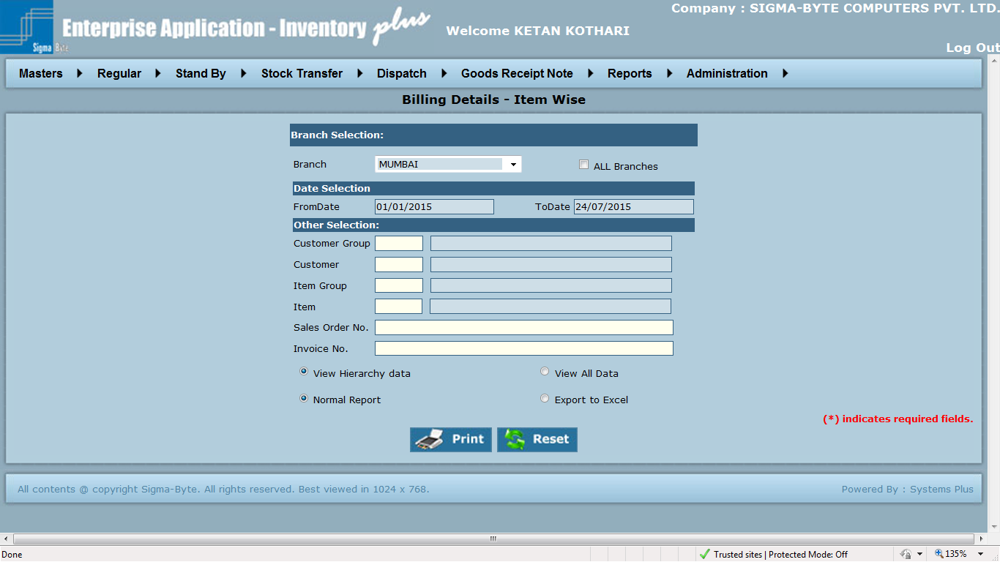 Company : SIGMA-BYTE COMPUTERS PVT. LTD.
Enterprise Application - Inventory plus
Welcome KETAN KOTHARI
Sigma Byte
Log Out
Masters Regular Stand By Stock Transfer Dispatch Goods Receipt Note Reports Administration
Billing Details - Item Wise
Branch Selection:
Branch MUMBAI ALL Branches
Date Selection
FromDate 01/01/2015 ToDate 24/07/2015
Other Selection:
Customer Group
Customer
Item Group
Item
Sales Order No.
Invoice No.
View Hierarchy data View All Data
Normal Report Export to Excel
(*) indicates required fields.
Print Reset
All contents @ copyright Sigma-Byte. All rights reserved. Best viewed in 1024 x 768. Powered By : Systems Plus
Done Trusted sites | Protected Mode: Off 135%